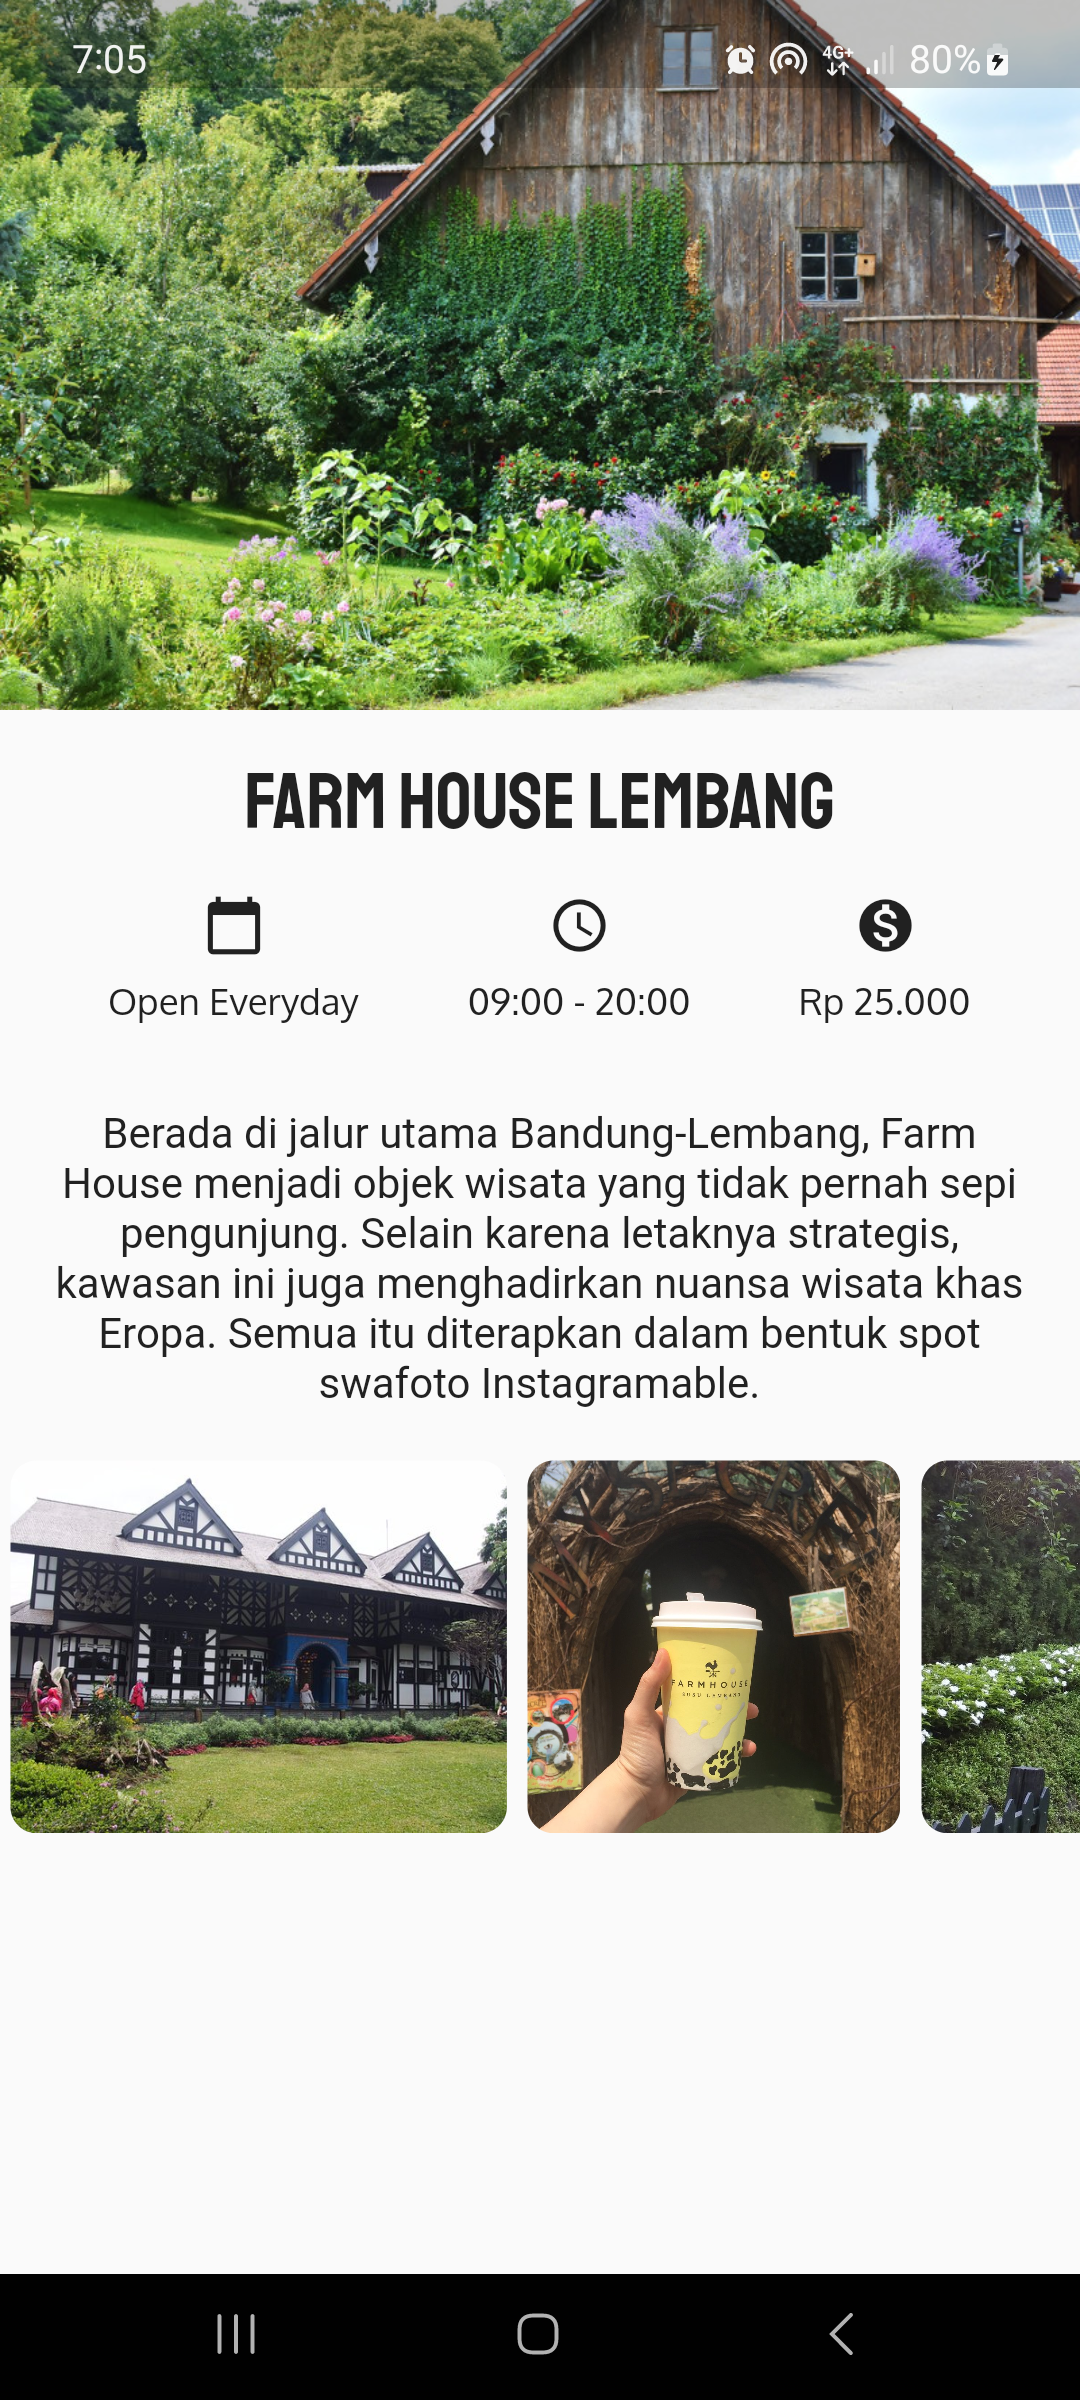 7:05
4G+
80%
FARM HOUSE LEMBANG
Open Everyday
09:00 - 20:00
Rp 25.000
Berada di jalur utama Bandung-Lembang, Farm
House menjadi objek wisata yang tidak pernah sepi
pengunjung. Selain karena letaknya strategis,
kawasan ini juga menghadirkan nuansa wisata khas
Eropa. Semua itu diterapkan dalam bentuk spot
swafoto Instagramable.
FARMHOUSE
SUSU LEMBANG